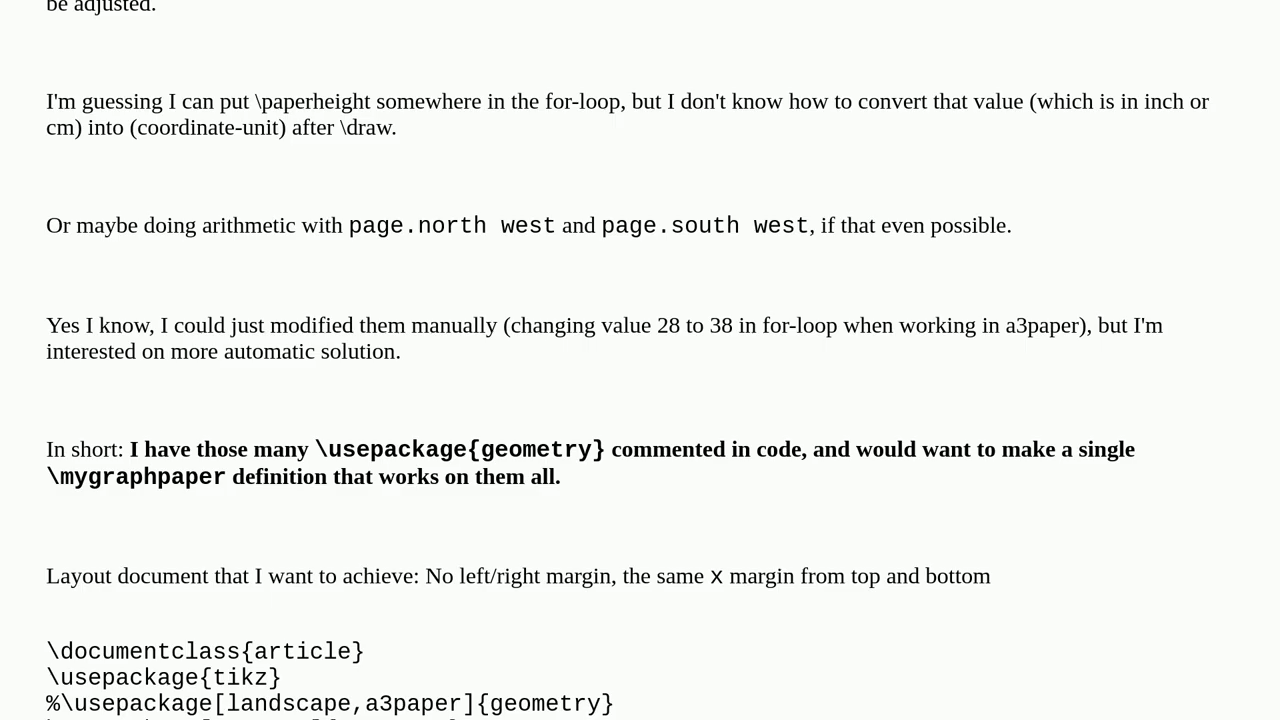 be adjusted.
I'm guessing I can put \paperheight somewhere in the for-loop, but I don't know how to convert that value (which is in inch or
cm) into (coordinate-unit) after \draw.
Or maybe doing arithmetic with page.north west and page.south west, if that even possible.
Yes I know, I could just modified them manually (changing value 28 to 38 in for-loop when working in a3paper), but I'm
interested on more automatic solution.
In short: I have those many \usepackage{geometry} commented in code, and would want to make a single
\mygraphpaper definition that works on them all.
Layout document that I want to achieve: No left/right margin, the same x margin from top and bottom
\documentclass{article}
\usepackage{tikz}
%\usepackage[landscape,a3paper]{geometry}